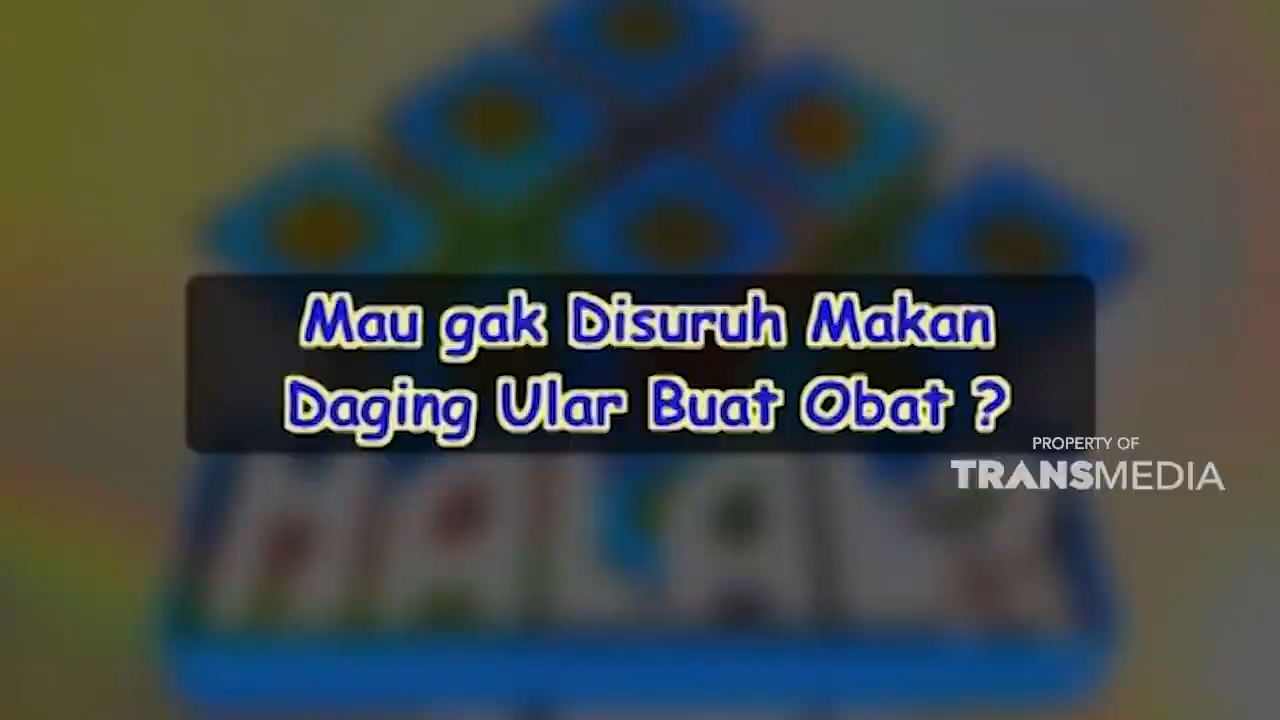 Mau gak Disuruh Makan
Daging Ular Buat Obat ?
PROPERTY OF
TRANSMEDIA